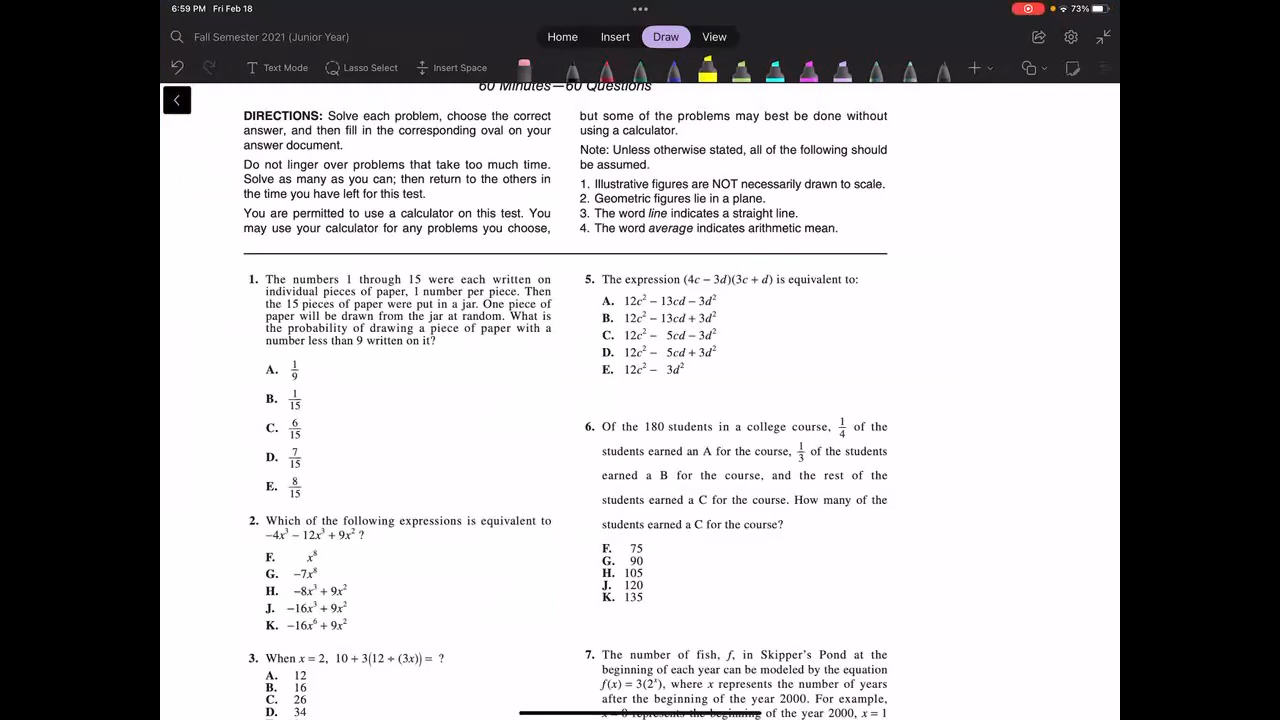 6:59 PM Fri Feb 18
73%
Fall Semester 2021 (Junior Year)
Home Insert Draw View
Text Mode Lasso Select Insert Space
60 Minutes—60 Questions
DIRECTIONS: Solve each problem, choose the correct
answer, and then fill in the corresponding oval on your
answer document.
Do not linger over problems that take too much time.
Solve as many as you can; then return to the others in
the time you have left for this test.
You are permitted to use a calculator on this test. You
may use your calculator for any problems you choose,
but some of the problems may best be done without
using a calculator.
Note: Unless otherwise stated, all of the following should
be assumed.
1. Illustrative figures are NOT necessarily drawn to scale.
2. Geometric figures lie in a plane.
3. The word line indicates a straight line.
4. The word average indicates arithmetic mean.
1. The numbers 1 through 15 were each written on
individual pieces of paper, 1 number per piece. Then
the 15 pieces of paper were put in a jar. One piece of
paper will be drawn from the jar at random. What is
the probability of drawing a piece of paper with a
number less than 9 written on it?
A. 1/9
B. 1/15
C. 6/15
D. 7/15
E. 8/15
2. Which of the following expressions is equivalent to
−4x³ − 12x³ + 9x² ?
F. x⁸
G. −7x⁸
H. −8x³ + 9x²
J. −16x³ + 9x²
K. −16x⁶ + 9x²
3. When x = 2, 10 + 3(12 ÷ (3x)) = ?
A. 12
B. 16
C. 26
D. 34
5. The expression (4c − 3d)(3c + d) is equivalent to:
A. 12c² − 13cd − 3d²
B. 12c² − 13cd + 3d²
C. 12c² − 5cd − 3d²
D. 12c² − 5cd + 3d²
E. 12c² − 3d²
6. Of the 180 students in a college course, 1/4 of the
students earned an A for the course, 1/3 of the students
earned a B for the course, and the rest of the
students earned a C for the course. How many of the
students earned a C for the course?
F. 75
G. 90
H. 105
J. 120
K. 135
7. The number of fish, f, in Skipper's Pond at the
beginning of each year can be modeled by the equation
f(x) = 3(2ˣ), where x represents the number of years
after the beginning of the year 2000. For example,
x = 0 represents the beginning of the year 2000, x = 1